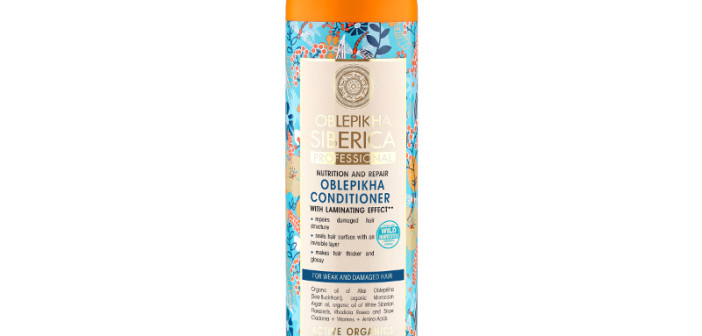 OBLEPIKHA
SIBERICA
PROFESSIONAL
NUTRITION AND REPAIR
OBLEPIKHA
CONDITIONER
WITH LAMINATING EFFECT**
• repairs damaged hair
structure
• seals hair surface with an
invisible layer
• makes hair thicker and
glossy
WILD
FOR WEAK AND DAMAGED HAIR
Organic oil of Altai Oblepikha
(Sea Buckthorn), organic Moroccan
Argan oil, organic oil of White Siberian
Flaxseeds, Rhodiola Rosea and Snow
Cladonia + Vitamins + Amino Acids
ACTIVE ORGANICS